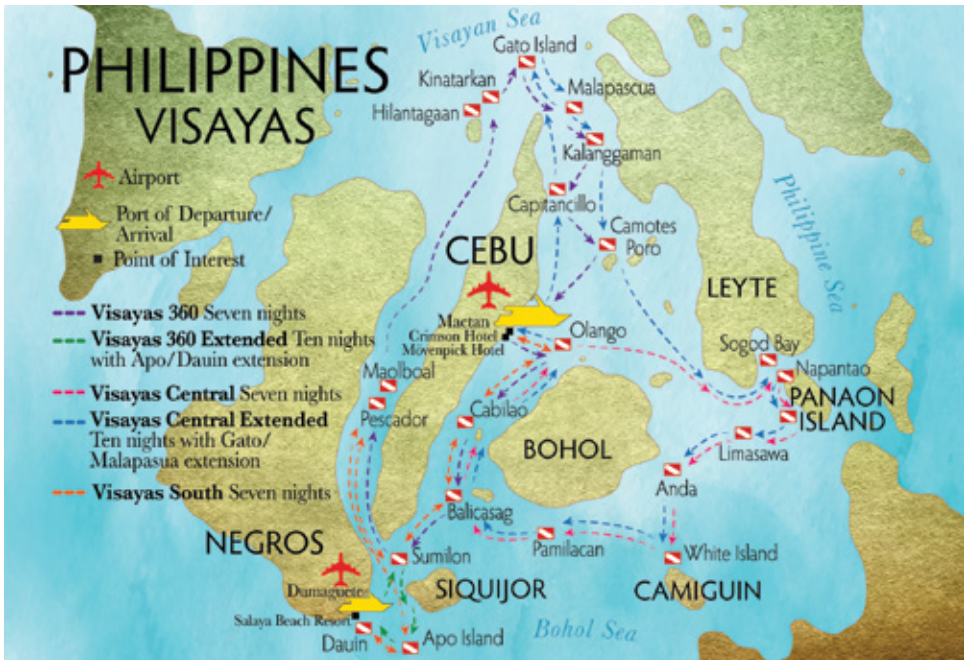 PHILIPPINES
VISAYAS
Airport
Port of Departure/
Arrival
Point of Interest
Visayas 360 Seven nights
Visayas 360 Extended Ten nights
with Apo/Dauin extension
Visayas Central Seven nights
Visayas Central Extended
Ten nights with Gato/
Malapasua extension
Visayas South Seven nights
Visayan Sea
Gato Island
Kinatarkan
Hilantagaan
Malapascua
Kalanggaman
Capitancillo
Camotes
Poro
Philippine Sea
CEBU
LEYTE
Mactan
Crimson Hotel
Mövenpick Hotel
Olango
Sogod Bay
Napantao
PANAON
ISLAND
Maolboal
Pescador
Cabilao
BOHOL
Limasawa
Anda
Balicasag
NEGROS
Sumilon
Pamilacan
White Island
SIQUIJOR
CAMIGUIN
Dumaguete
Salaya Beach Resort
Dauin
Apo Island
Bohol Sea